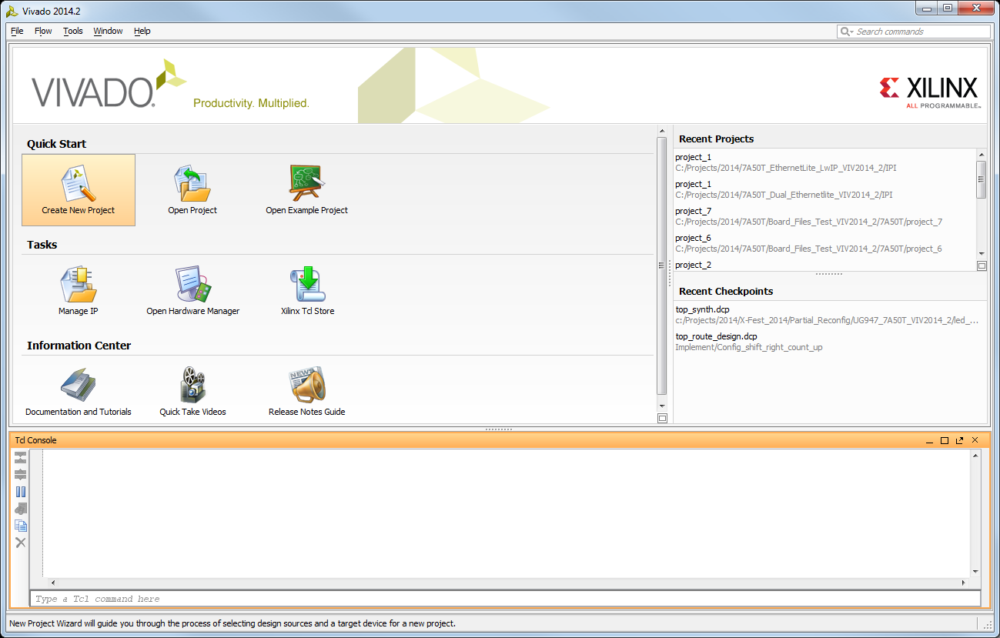 Vivado 2014.2
File Flow Tools Window Help
Search commands
VIVADO.
Productivity. Multiplied.
XILINX
ALL PROGRAMMABLE™
Quick Start
Create New Project
Open Project
Open Example Project
Tasks
Manage IP
Open Hardware Manager
Xilinx Tcl Store
Information Center
NEWS
Documentation and Tutorials
Quick Take Videos
Release Notes Guide
Recent Projects
project_1
C:/Projects/2014/7A50T_EthernetLite_LwIP_VIV2014_2/IPI
project_1
C:/Projects/2014/7A50T_Dual_Ethernetlite_VIV2014_2/IPI
project_7
C:/Projects/2014/7A50T/Board_Files_Test_VIV2014_2/7A50T/project_7
project_6
C:/Projects/2014/7A50T/Board_Files_Test_VIV2014_2/7A50T/project_6
project_2
Recent Checkpoints
top_synth.dcp
c:/Projects/2014/X-Fest_2014/Partial_Reconfig/UG947_7A50T_VIV2014_2/led_...
top_route_design.dcp
Implement/Config_shift_right_count_up
Tcl Console
Type a Tcl command here
New Project Wizard will guide you through the process of selecting design sources and a target device for a new project.